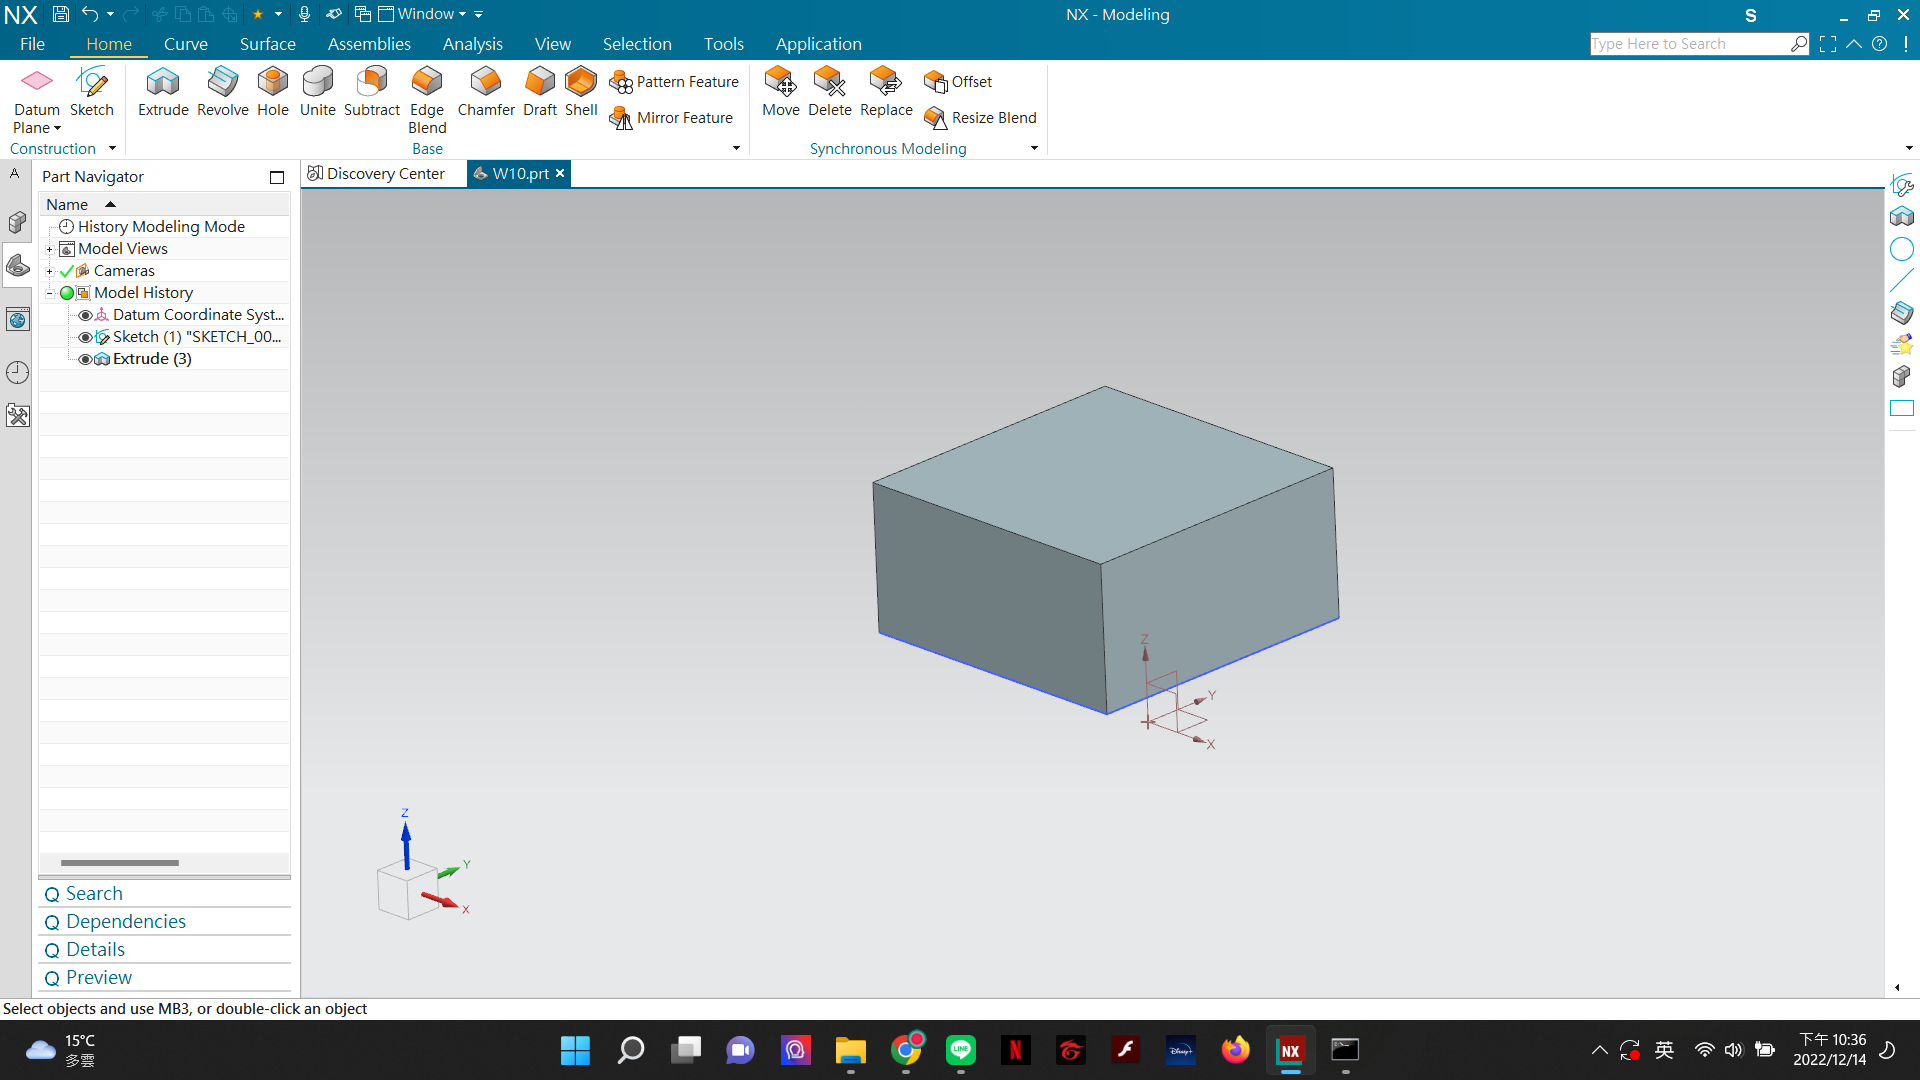 NX Window NX - Modeling S
File Home Curve Surface Assemblies Analysis View Selection Tools Application Type Here to Search
Datum Plane Sketch Extrude Revolve Hole Unite Subtract Edge Blend Chamfer Draft Shell Pattern Feature Mirror Feature Move Delete Replace Offset Resize Blend
Construction Base Synchronous Modeling
A
Part Navigator
Discovery Center W10.prt
Name
History Modeling Mode
Model Views
Cameras
Model History
Datum Coordinate Syst...
Sketch (1) "SKETCH_00...
Extrude (3)
Z
Y
X
Z
Y
X
Search
Dependencies
Details
Preview
Select objects and use MB3, or double-click an object
15°C
多雲
LINE
N
Disney+
NX
英
下午 10:36
2022/12/14